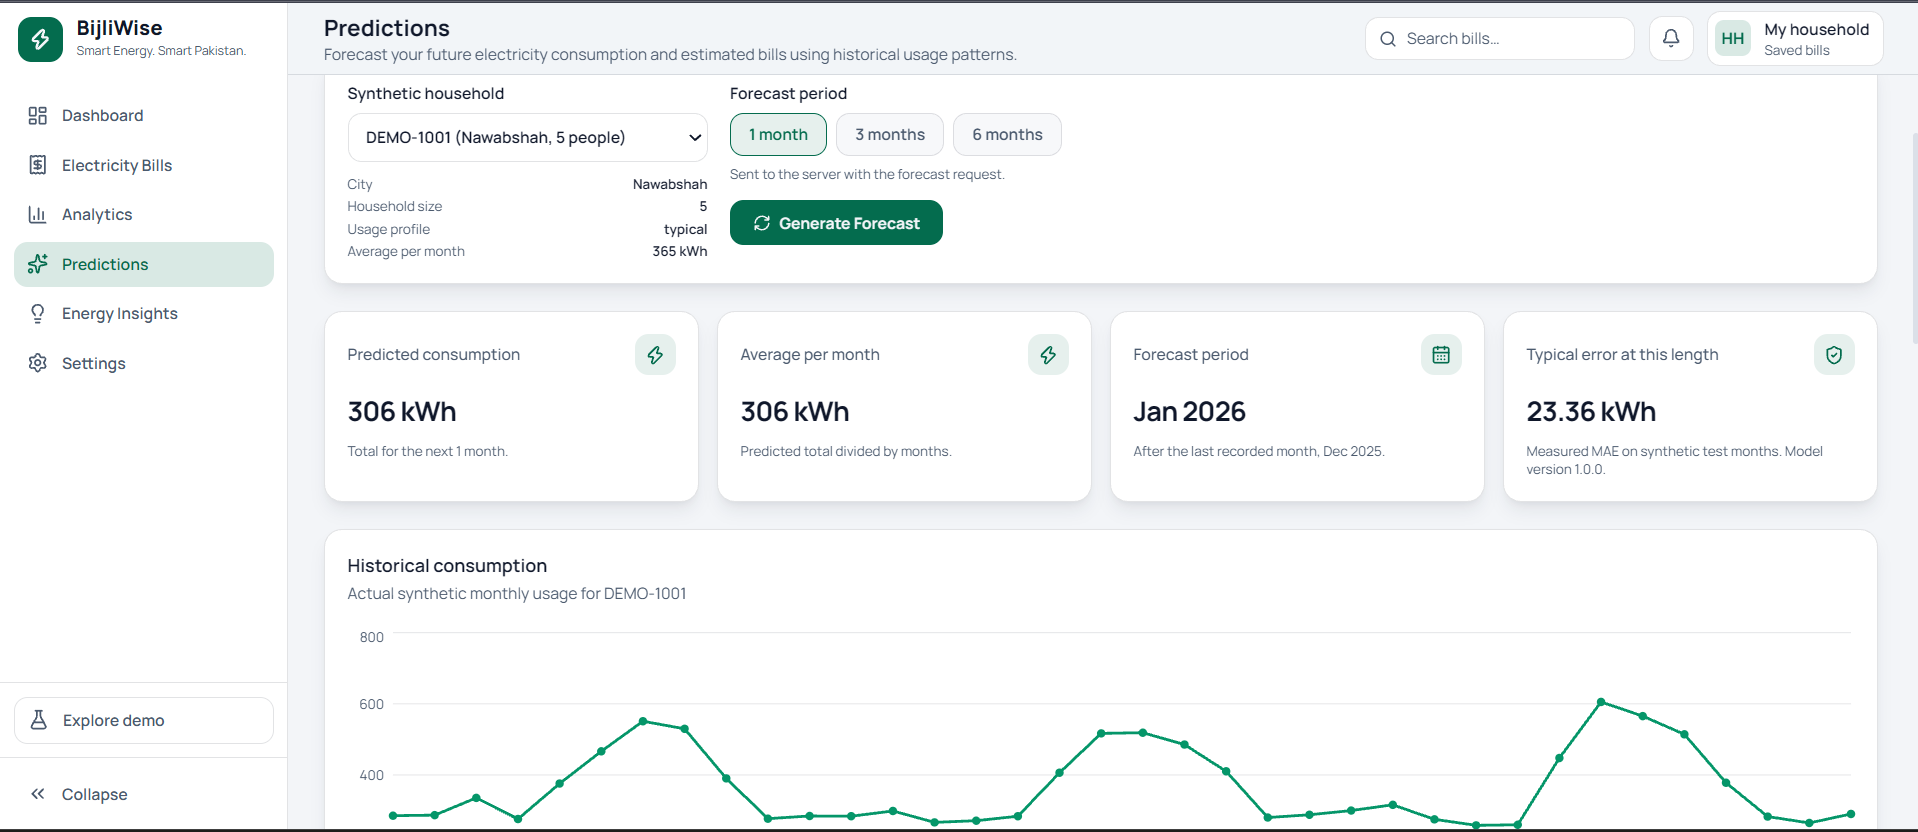 BijliWise
Smart Energy. Smart Pakistan.
Dashboard
Electricity Bills
Analytics
Predictions
Energy Insights
Settings
Explore demo
Collapse
Predictions
Forecast your future electricity consumption and estimated bills using historical usage patterns.
Search bills...
HH
My household
Saved bills
Synthetic household
DEMO-1001 (Nawabshah, 5 people)
City Nawabshah
Household size 5
Usage profile typical
Average per month 365 kWh
Forecast period
1 month 3 months 6 months
Sent to the server with the forecast request.
Generate Forecast
Predicted consumption
306 kWh
Total for the next 1 month.
Average per month
306 kWh
Predicted total divided by months.
Forecast period
Jan 2026
After the last recorded month, Dec 2025.
Typical error at this length
23.36 kWh
Measured MAE on synthetic test months. Model
version 1.0.0.
Historical consumption
Actual synthetic monthly usage for DEMO-1001
800
600
400